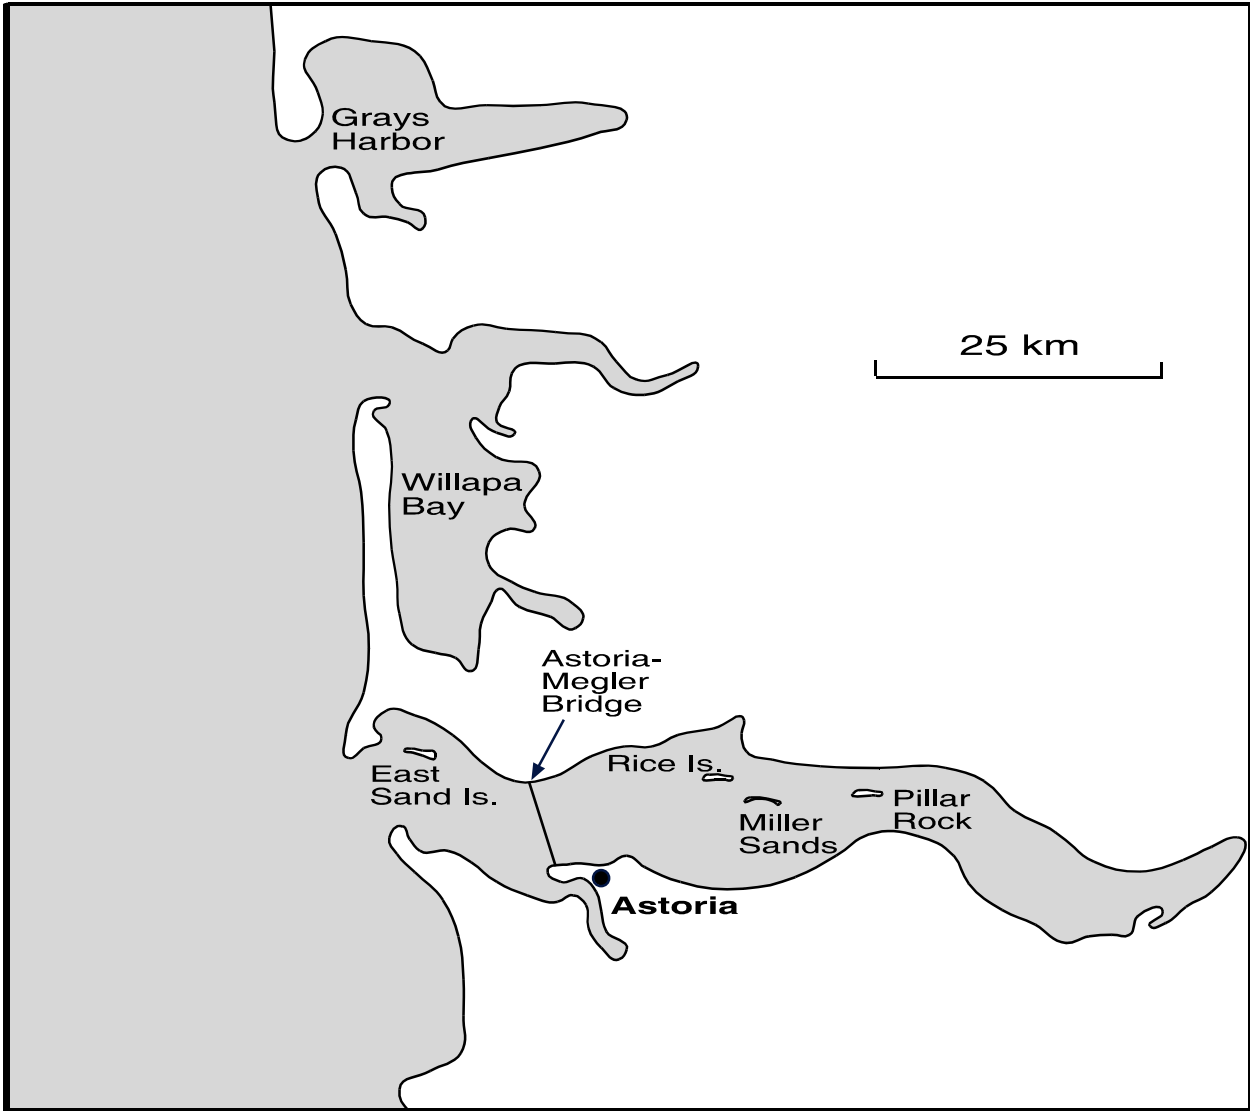 Grays
Harbor
25 km
Willapa
Bay
Astoria-
Megler
Bridge
Rice Is.
East
Sand Is.
Pillar
Rock
Miller
Sands
Astoria